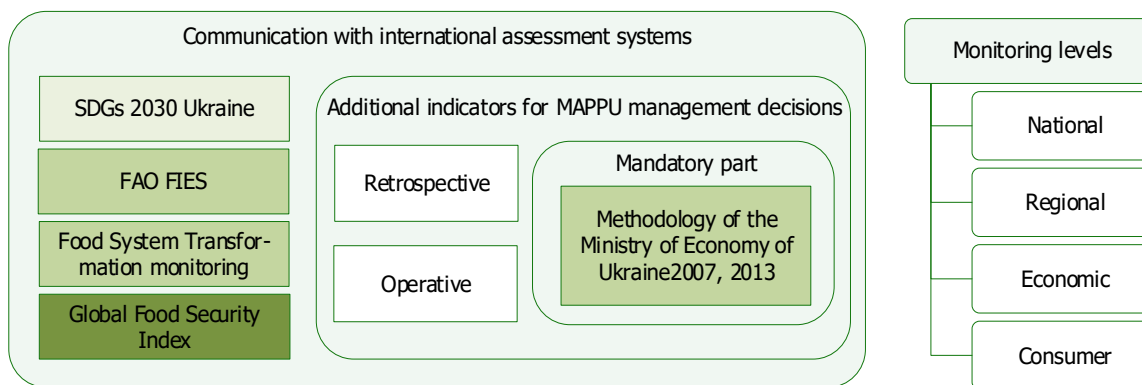 Communication with international assessment systems
SDGs 2030 Ukraine
FAO FIES
Food System Transfor-
mation monitoring
Global Food Security
Index
Additional indicators for MAPPU management decisions
Retrospective
Operative
Mandatory part
Methodology of the
Ministry of Economy of
Ukraine2007, 2013
Monitoring levels
National
Regional
Economic
Consumer